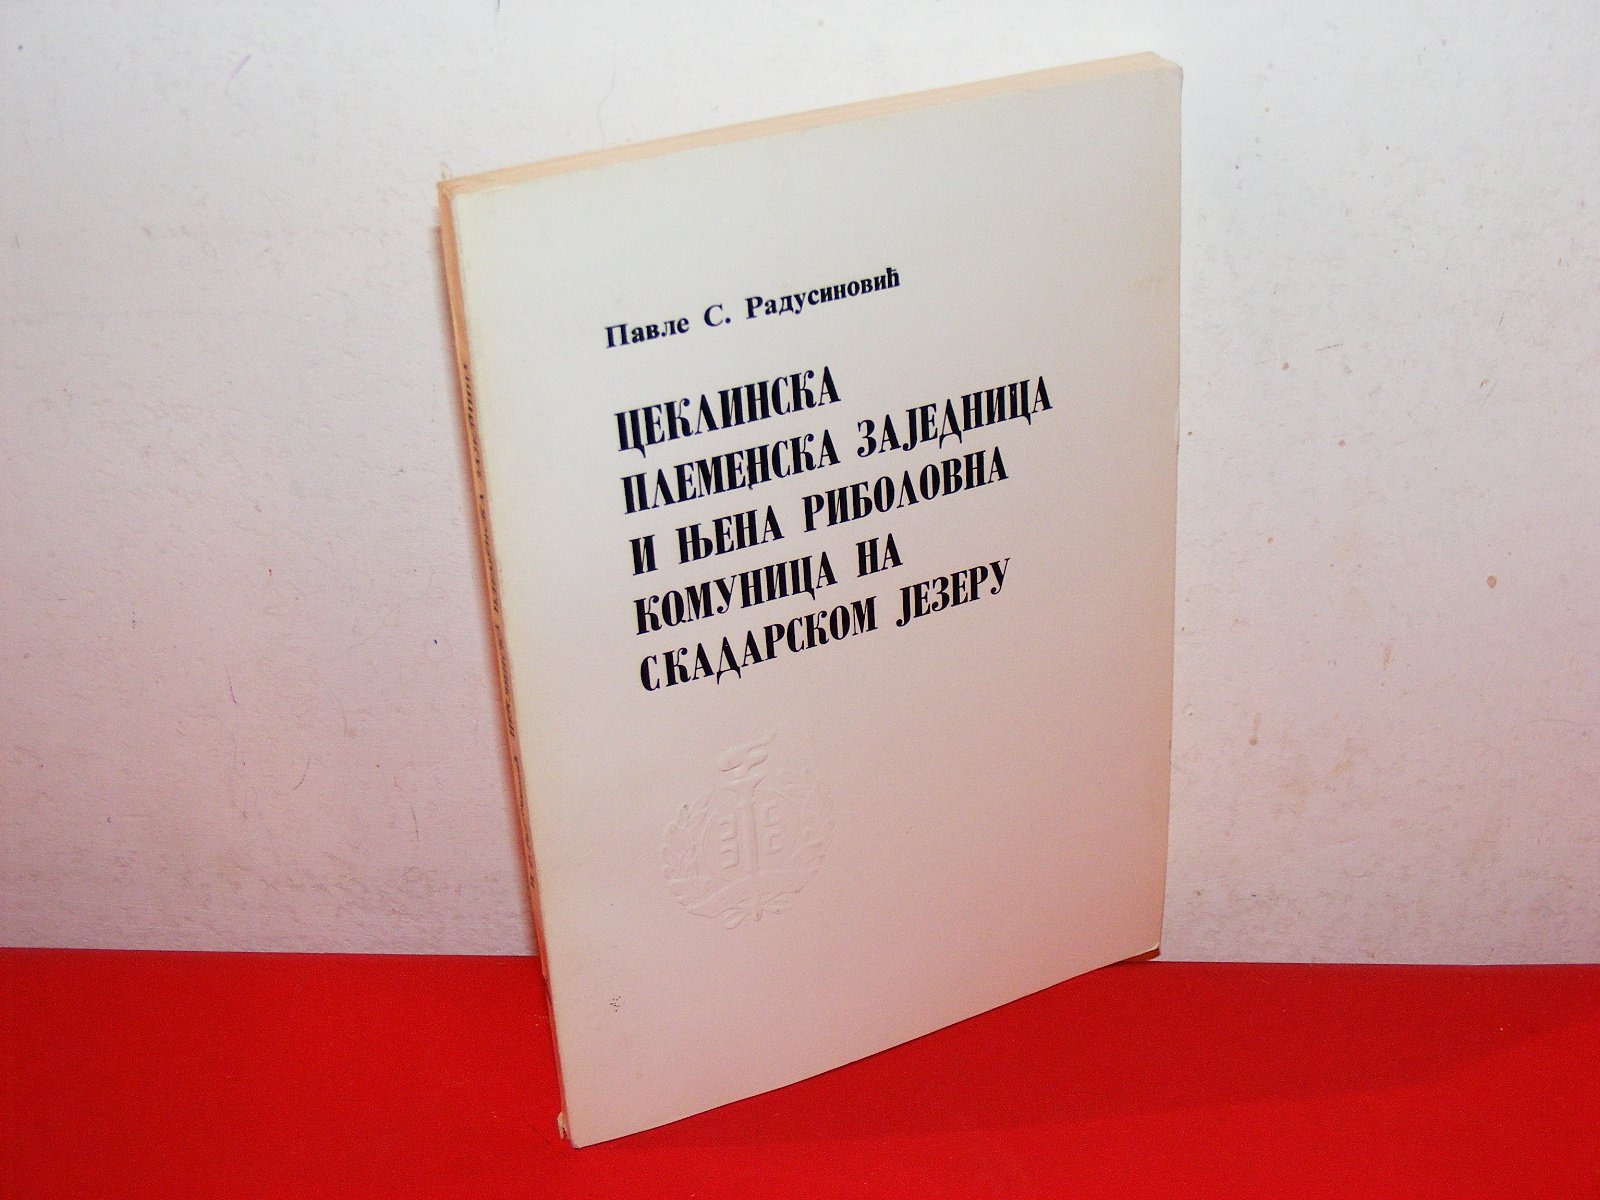 Павле С. Радусиновић
ЦЕКЛИНСКА
ПЛЕМЕНСКА ЗАЈЕДНИЦА
И ЊЕНА РИБОЛОВНА
КОМУНИЦА НА
СКАДАРСКОМ ЈЕЗЕРУ